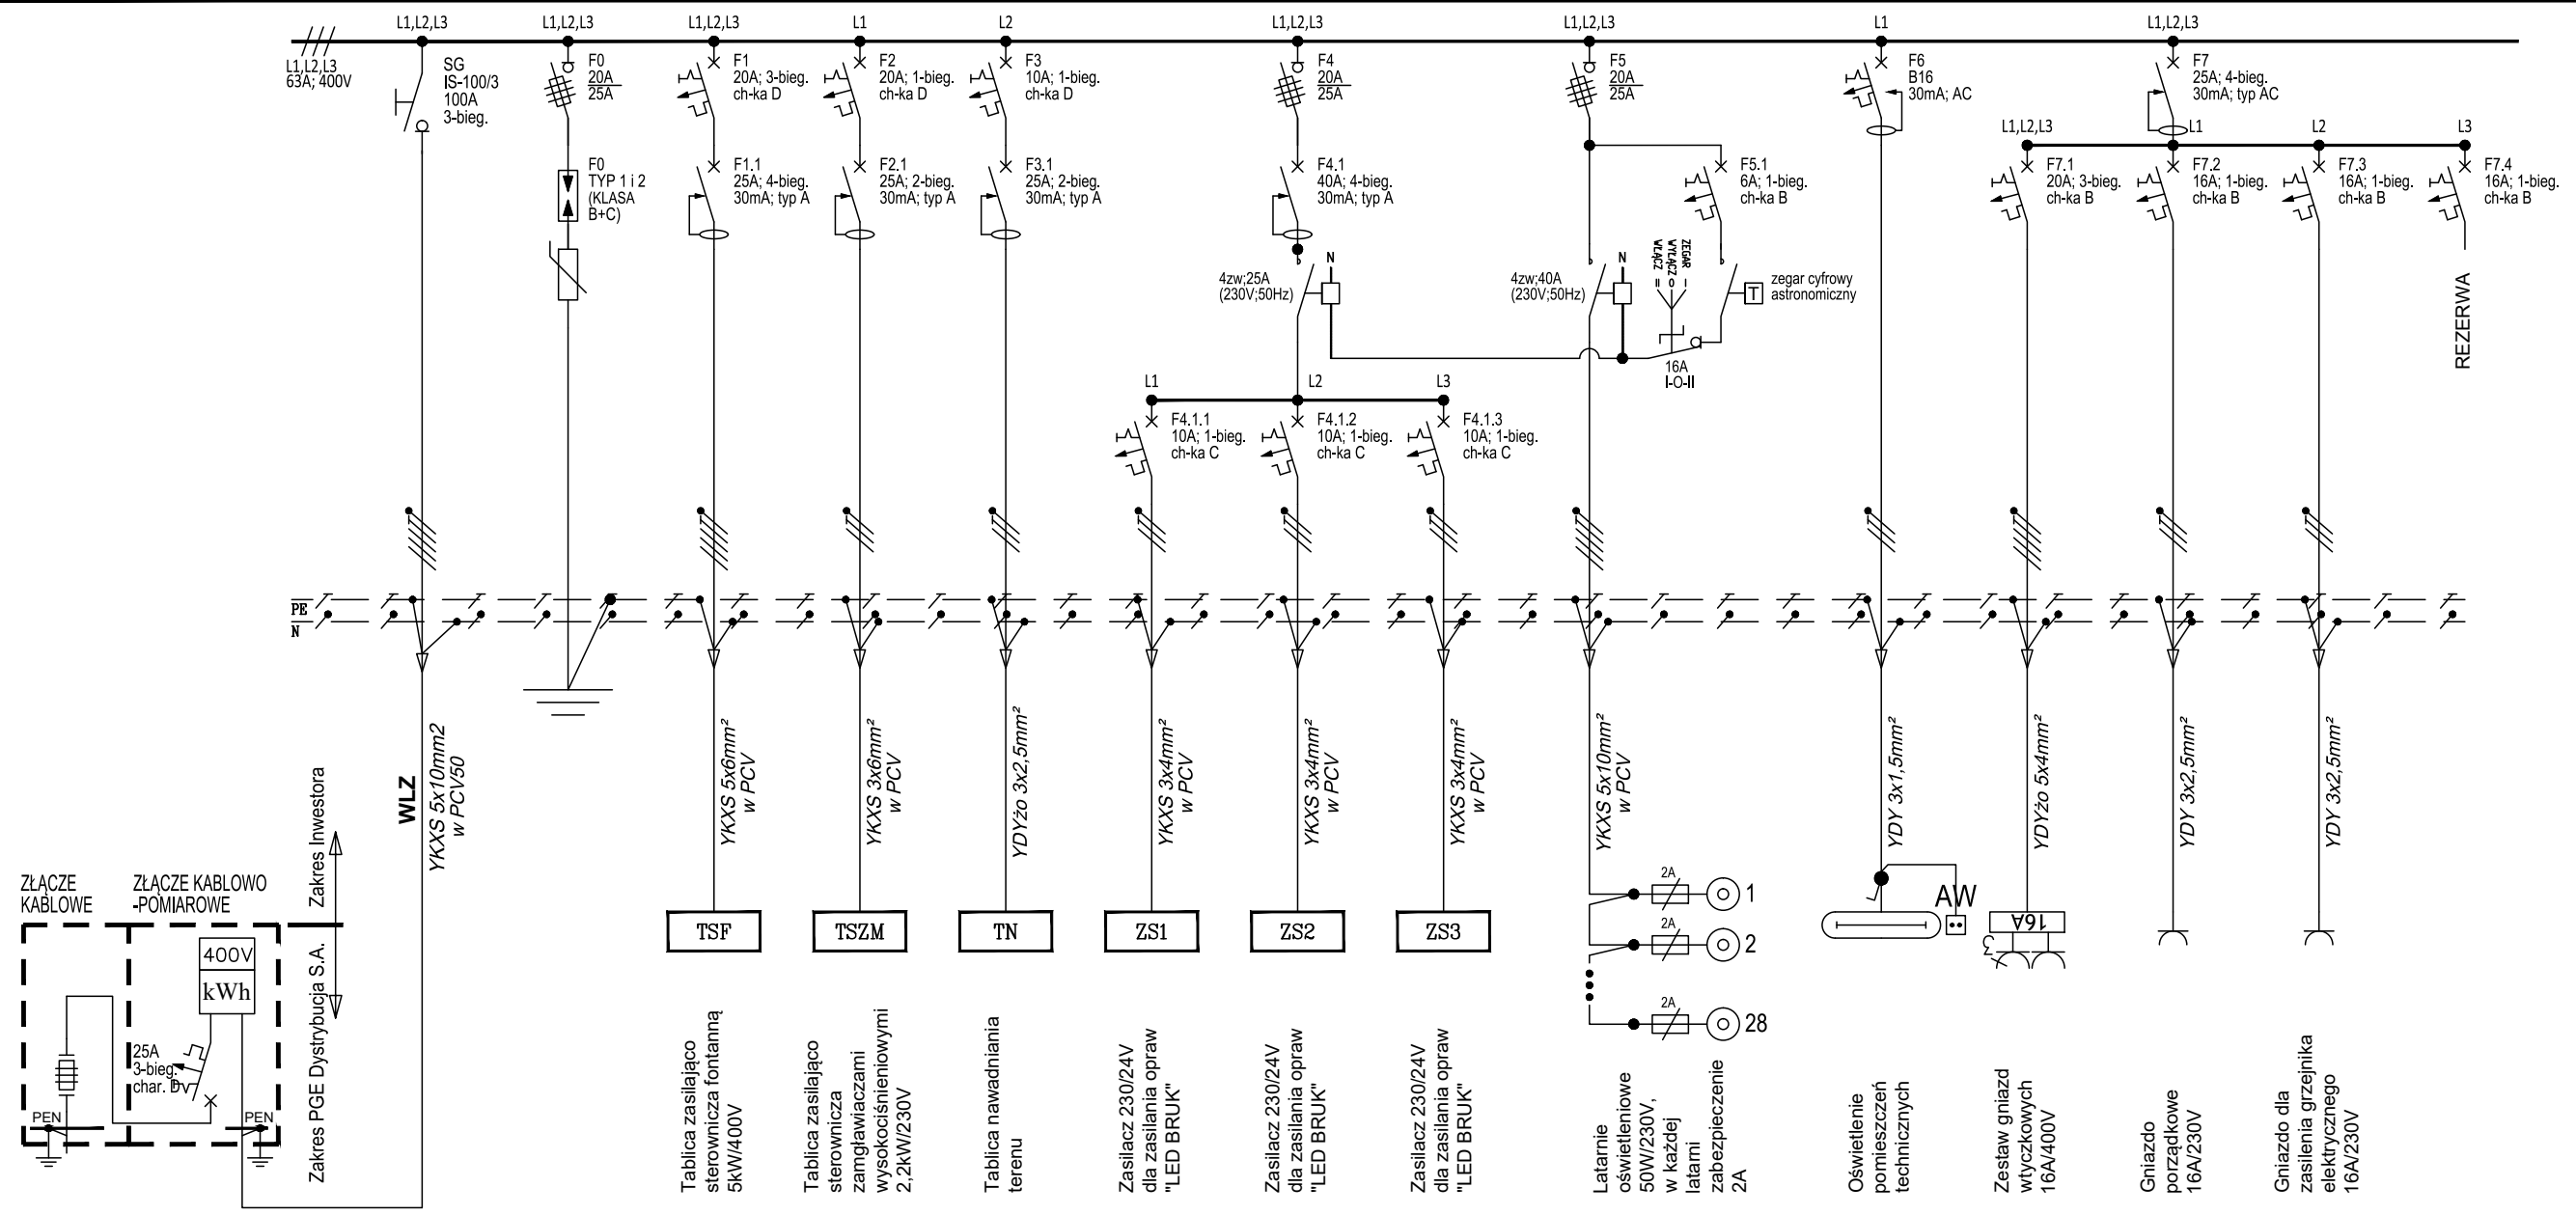 L1,L2,L3
L1,L2,L3
L1,L2,L3
L1
L2
L1,L2,L3
L1,L2,L3
L1
L1,L2,L3
L1,L2,L3
63A; 400V
SG
IS-100/3
100A
3-bieg.
F0
20A
25A
F0
TYP 1 i 2
(KLASA
B+C)
F1
20A; 3-bieg.
ch-ka D
F1.1
25A; 4-bieg.
30mA; typ A
F2
20A; 1-bieg.
ch-ka D
F2.1
25A; 2-bieg.
30mA; typ A
F3
10A; 1-bieg.
ch-ka D
F3.1
25A; 2-bieg.
30mA; typ A
F4
20A
25A
F4.1
40A; 4-bieg.
30mA; typ A
4zw;25A
(230V;50Hz)
N
L1
L2
L3
F4.1.1
10A; 1-bieg.
ch-ka C
F4.1.2
10A; 1-bieg.
ch-ka C
F4.1.3
10A; 1-bieg.
ch-ka C
F5
20A
25A
F5.1
6A; 1-bieg.
ch-ka B
4zw;40A
(230V;50Hz)
N
WŁĄCZ II
WYŁĄCZ O
ZEGAR I
16A
I-O-II
T
zegar cyfrowy
astronomiczny
F6
B16
30mA; AC
F7
25A; 4-bieg.
30mA; typ AC
L1,L2,L3
L1
L2
L3
F7.1
20A; 3-bieg.
ch-ka B
F7.2
16A; 1-bieg.
ch-ka B
F7.3
16A; 1-bieg.
ch-ka B
F7.4
16A; 1-bieg.
ch-ka B
REZERWA
PE
N
WLZ
YKXS 5x10mm2
w PCV50
YKXS 5x6mm²
w PCV
YKXS 3x6mm²
w PCV
YDYżo 3x2,5mm²
YKXS 3x4mm²
w PCV
YKXS 3x4mm²
w PCV
YKXS 3x4mm²
w PCV
YKXS 5x10mm²
w PCV
YDY 3x1,5mm²
YDYżo 5x4mm²
YDY 3x2,5mm²
YDY 3x2,5mm²
Zakres Inwestora
Zakres PGE Dystrybucja S.A.
ZŁĄCZE
KABLOWE
ZŁĄCZE KABLOWO
-POMIAROWE
400V
kWh
25A
3-bieg.
char. D
PEN
PEN
TSF
TSZM
TN
ZS1
ZS2
ZS3
2A
1
2A
2
2A
28
AW
16A
3
Tablica zasilająco
sterownicza fontanną
5kW/400V
Tablica zasilająco
sterownicza
zamgławiaczami
wysokociśnieniowymi
2,2kW/230V
Tablica nawadniania
terenu
Zasilacz 230/24V
dla zasilania opraw
"LED BRUK"
Zasilacz 230/24V
dla zasilania opraw
"LED BRUK"
Zasilacz 230/24V
dla zasilania opraw
"LED BRUK"
Latarnie
oświetleniowe
50W/230V,
w każdej
latarni
zabezpieczenie
2A
Oświetlenie
pomieszczeń
technicznych
Zestaw gniazd
wtyczkowych
16A/400V
Gniazdo
porządkowe
16A/230V
Gniazdo dla
zasilenia grzejnika
elektrycznego
16A/230V